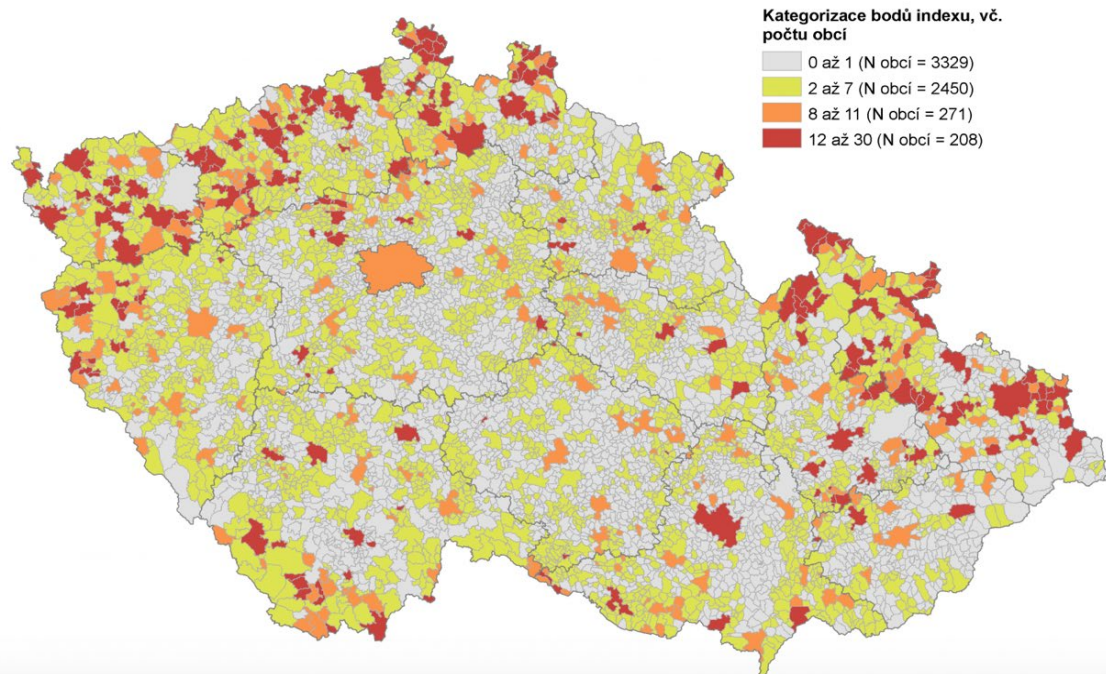 Kategorizace bodů indexu, vč.
počtu obcí
0 až 1 (N obcí = 3329)
2 až 7 (N obcí = 2450)
8 až 11 (N obcí = 271)
12 až 30 (N obcí = 208)